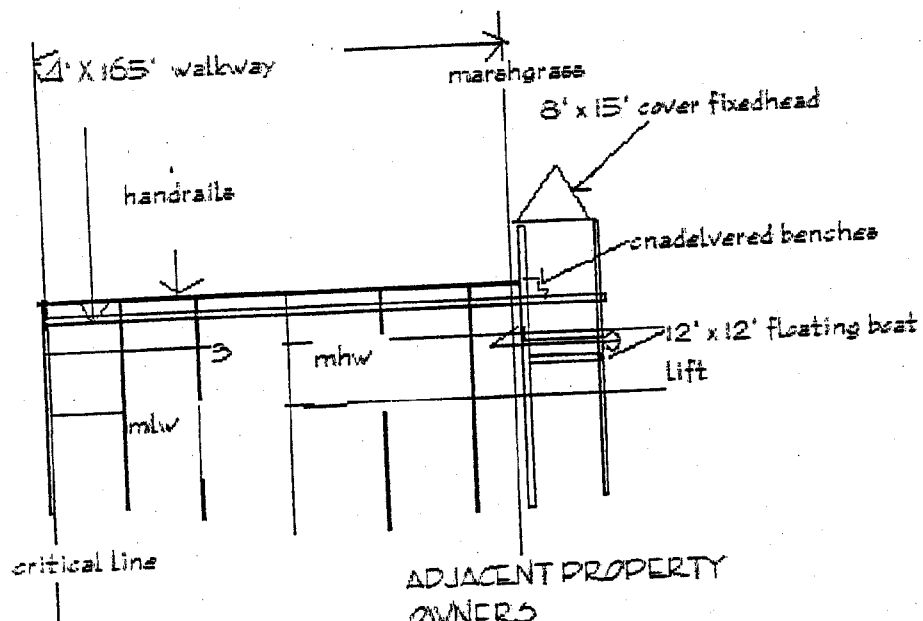 4' X 165' walkway
marshgrass
8' x 15' cover fixedhead
handrails
cnadelvered benches
12' x 12' floating boat
lift
mhw
mlw
critical line
ADJACENT PROPERTY
OWNERS